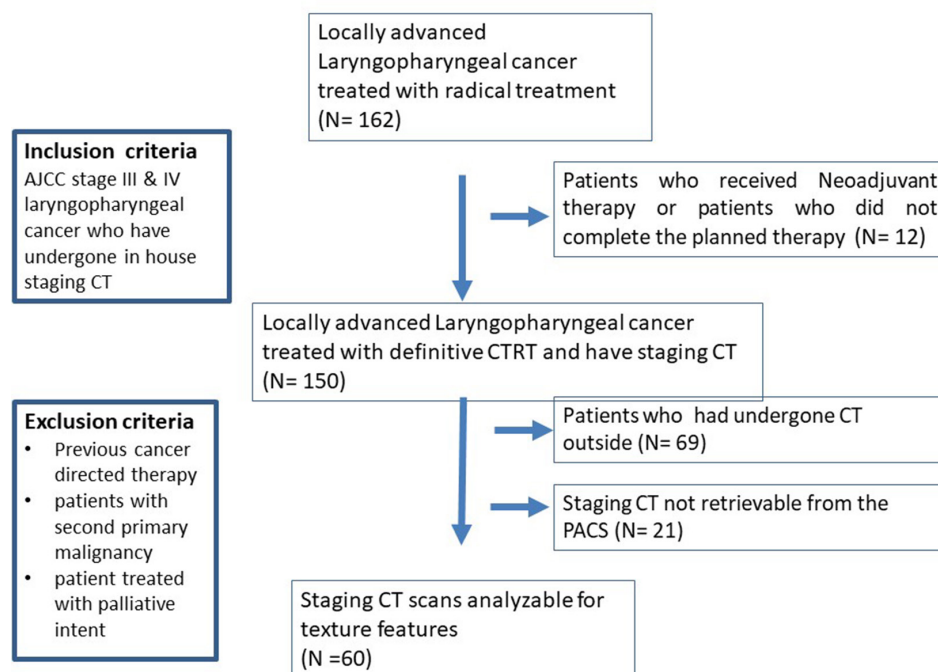 Locally advanced
Laryngopharyngeal cancer
treated with radical treatment
(N= 162)
Inclusion criteria
AJCC stage III & IV
laryngopharyngeal
cancer who have
undergone in house
staging CT
Patients who received Neoadjuvant
therapy or patients who did not
complete the planned therapy (N= 12)
Locally advanced Laryngopharyngeal cancer
treated with definitive CTRT and have staging CT
(N= 150)
Exclusion criteria
• Previous cancer
directed therapy
• patients with
second primary
malignancy
• patient treated
with palliative
intent
Patients who had undergone CT
outside (N= 69)
Staging CT not retrievable from the
PACS (N= 21)
Staging CT scans analyzable for
texture features
(N =60)